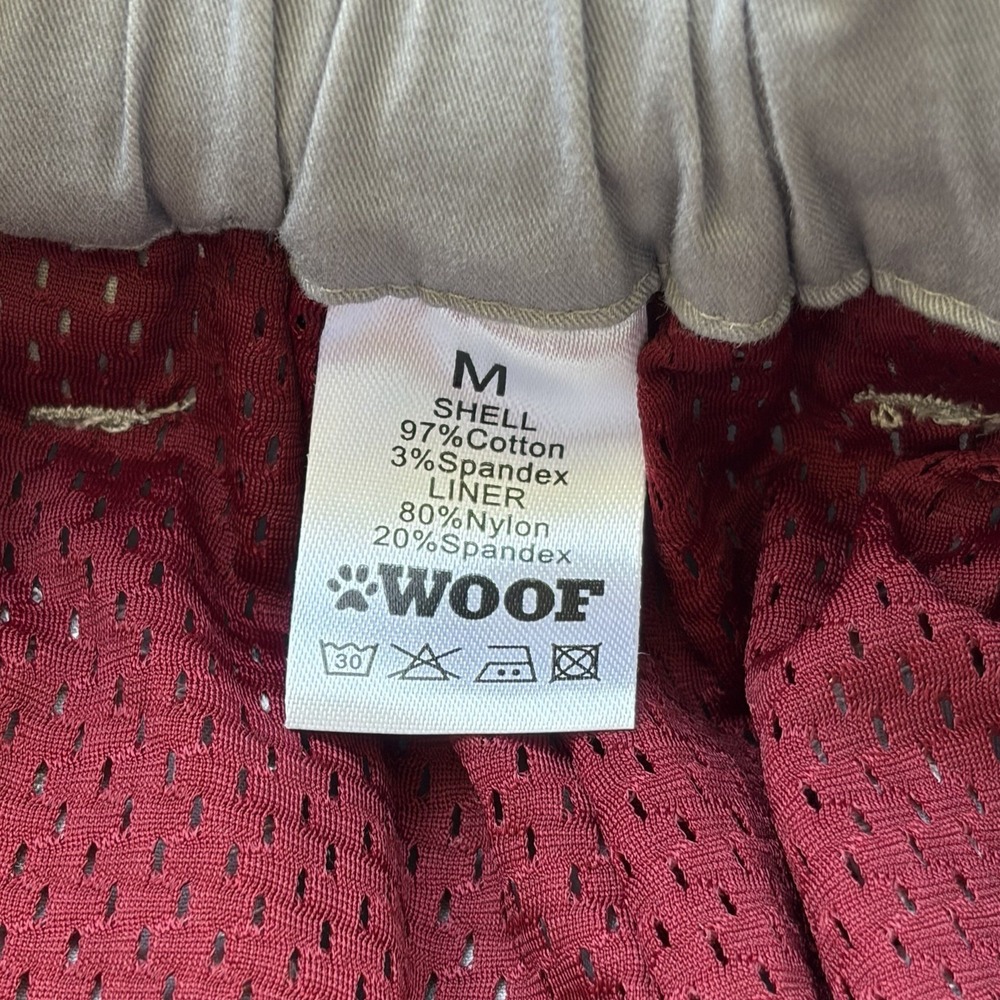 M
SHELL
97%Cotton
3%Spandex
LINER
80%Nylon
20%Spandex
WOOF
30